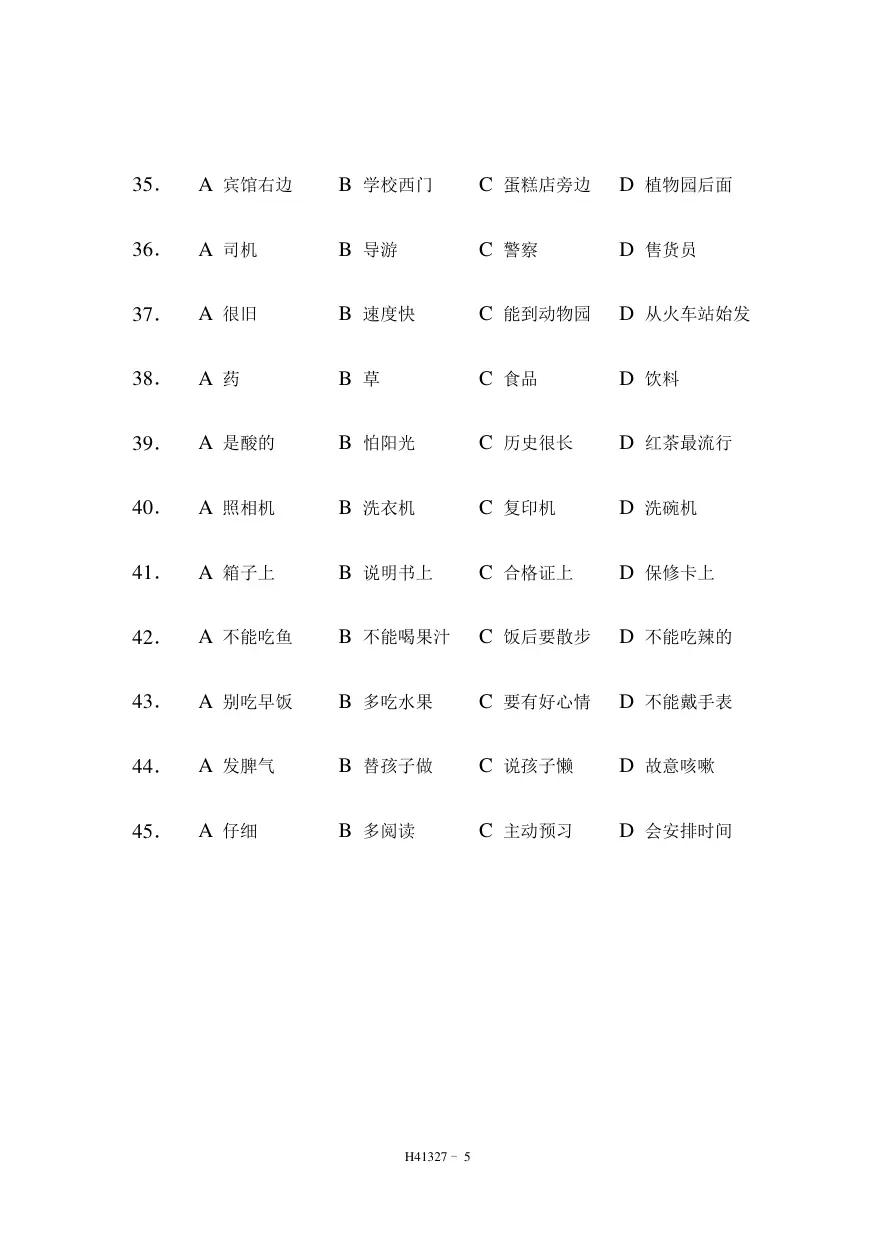 35． A 宾馆右边 B 学校西门 C 蛋糕店旁边 D 植物园后面
36． A 司机 B 导游 C 警察 D 售货员
37． A 很旧 B 速度快 C 能到动物园 D 从火车站始发
38． A 药 B 草 C 食品 D 饮料
39． A 是酸的 B 怕阳光 C 历史很长 D 红茶最流行
40． A 照相机 B 洗衣机 C 复印机 D 洗碗机
41． A 箱子上 B 说明书上 C 合格证上 D 保修卡上
42． A 不能吃鱼 B 不能喝果汁 C 饭后要散步 D 不能吃辣的
43． A 别吃早饭 B 多吃水果 C 要有好心情 D 不能戴手表
44． A 发脾气 B 替孩子做 C 说孩子懒 D 故意咳嗽
45． A 仔细 B 多阅读 C 主动预习 D 会安排时间
H41327﹣ 5